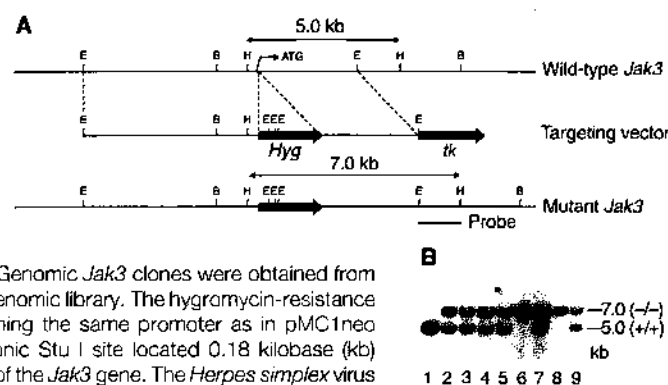 A
5.0 kb
E B H ATG E H B
Wild-type Jak3
E B H EEE E
Hyg tk
Targeting vector
7.0 kb
E B H EEE E H B
Mutant Jak3
Probe
Genomic Jak3 clones were obtained from
enomic library. The hygromycin-resistance
ning the same promoter as in pMC1neo
anic Stu I site located 0.18 kilobase (kb)
of the Jak3 gene. The Herpes simplex virus
B
7.0 (–/–)
5.0 (+/+)
kb
1 2 3 4 5 6 7 8 9